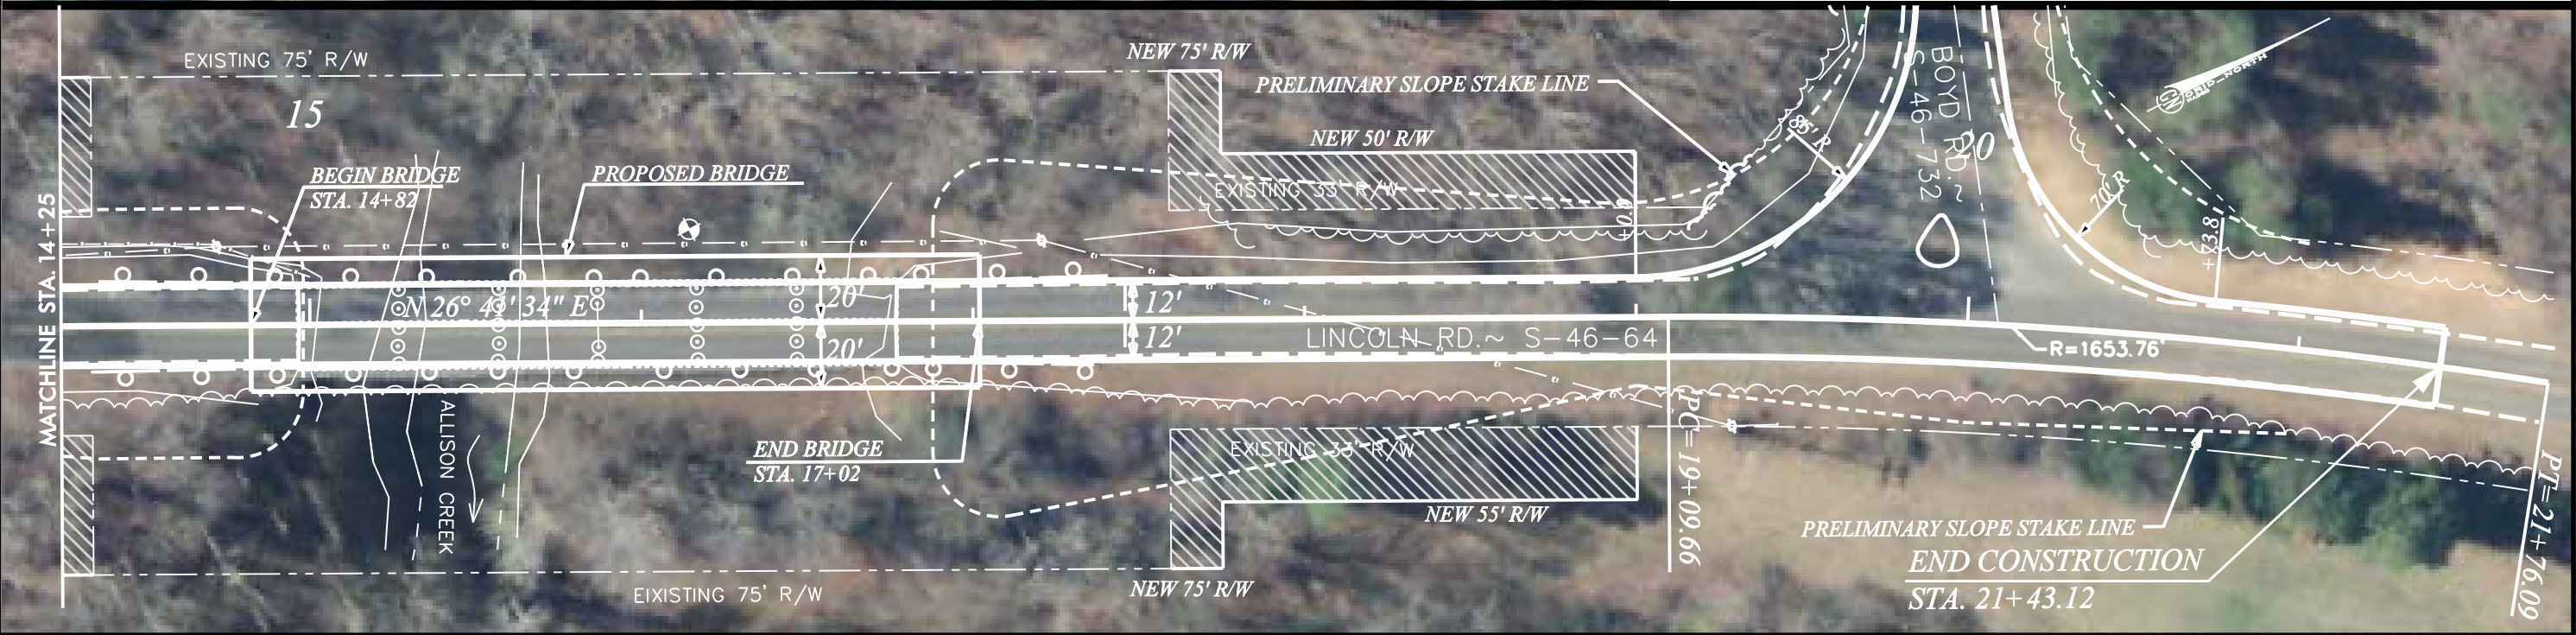 EXISTING 75' R/W
15
BEGIN BRIDGE
STA. 14+82
PROPOSED BRIDGE
MATCHLINE STA. 14+25
N 26° 41' 34" E
20'
20'
ALLISON CREEK
END BRIDGE
STA. 17+02
EIXISTING 75' R/W
NEW 75' R/W
PRELIMINARY SLOPE STAKE LINE
NEW 50' R/W
EXISTING 33' R/W
12'
12'
LINCOLN RD.~ S-46-64
EXISTING 33' R/W
NEW 55' R/W
NEW 75' R/W
PC=19+09.66
85' R
BOYD RD.~
S-46-732
20
70' R
+73.8
GRID NORTH
R=1653.76'
PRELIMINARY SLOPE STAKE LINE
END CONSTRUCTION
STA. 21+43.12
PT=21+76.09